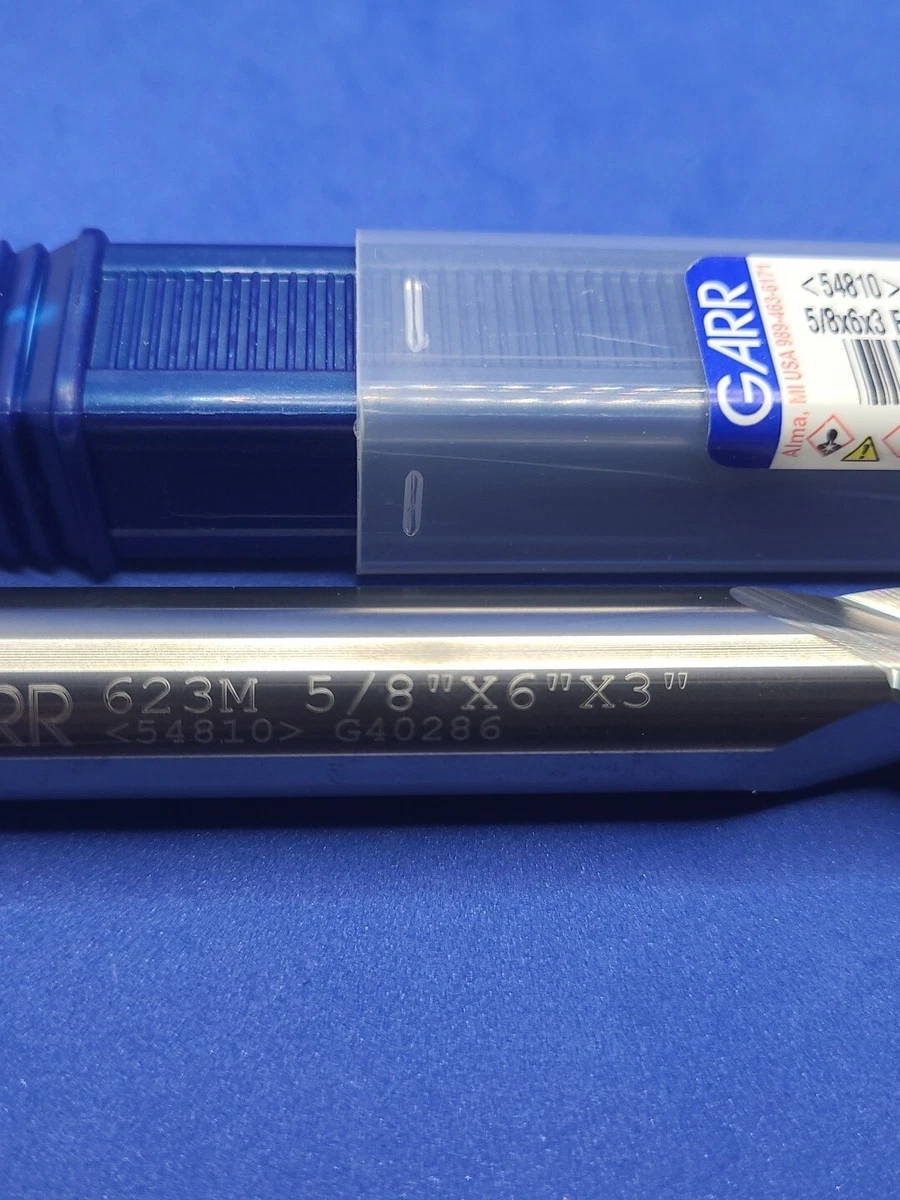 GARR
Alma, MI USA 989-463-6171
<54810>
5/8x6x3
RR 623M 5/8"X6"X3"
<54810> G40286